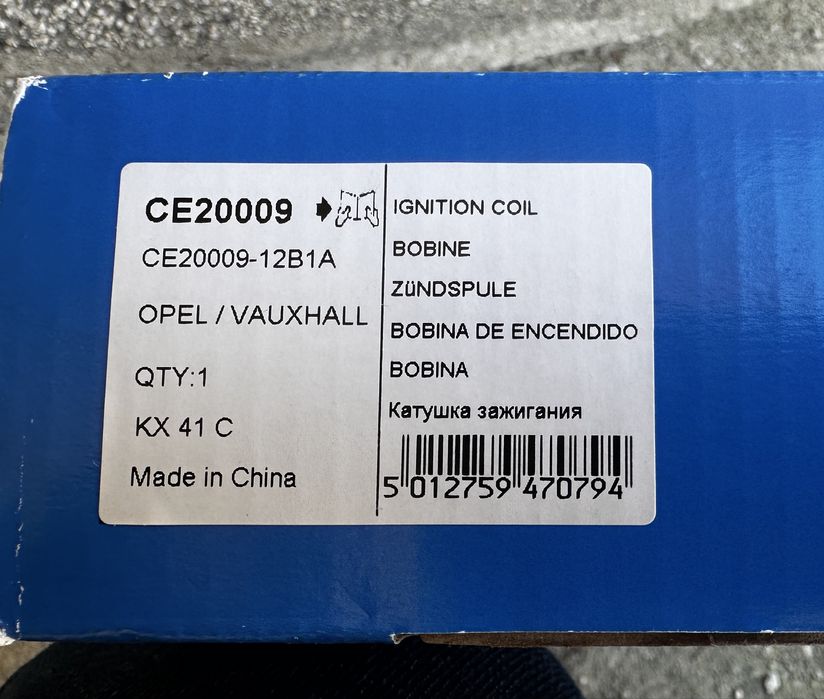 CE20009
CE20009-12B1A
OPEL / VAUXHALL
QTY:1
KX 41 C
Made in China
IGNITION COIL
BOBINE
ZüNDSPULE
BOBINA DE ENCENDIDO
BOBINA
Катушка зажигания
5 012759 470794